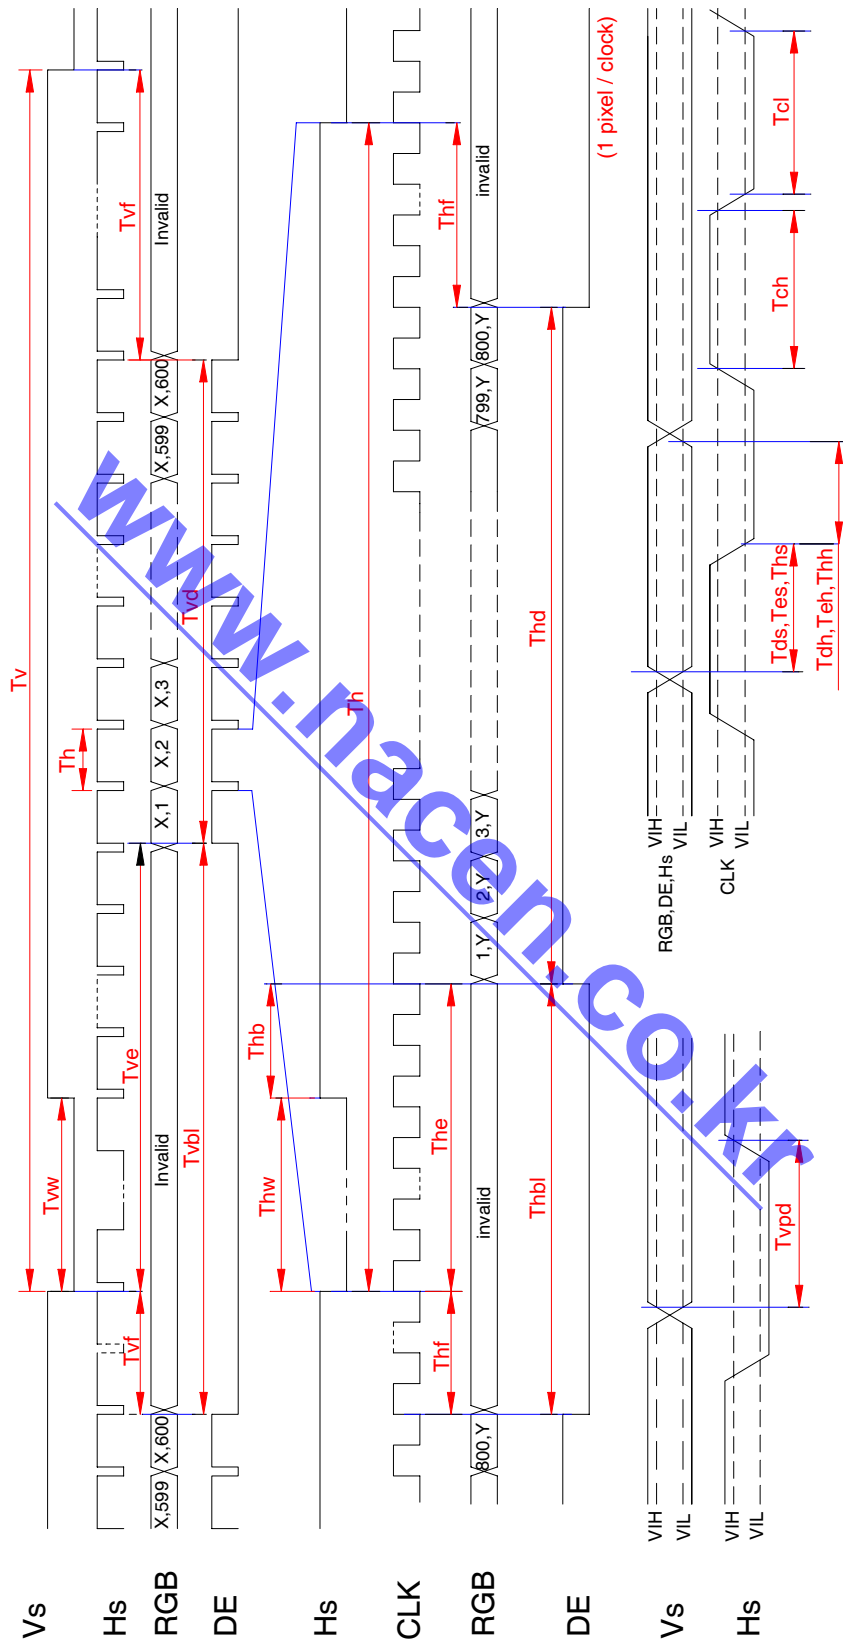 Vs
Tv
Tvw
Hs
Th
Tvf
Tve
Tvf
RGB
X,599
X,600
Invalid
X,1
X,2
X,3
X,599
X,600
Invalid
DE
Tvbl
Tvd
Hs
Thw
Thb
Th
CLK
Thf
The
Thf
RGB
800,Y
invalid
1,Y
2,Y
3,Y
799,Y
800,Y
invalid
DE
Thbl
Thd
(1 pixel / clock)
Vs
VIH
VIL
RGB,DE,Hs
VIH
VIL
Hs
VIH
VIL
Tvpd
CLK
VIH
VIL
Tds,Tes,Ths
Tdh,Teh,Thh
Tch
Tcl
www.nacen.co.kr